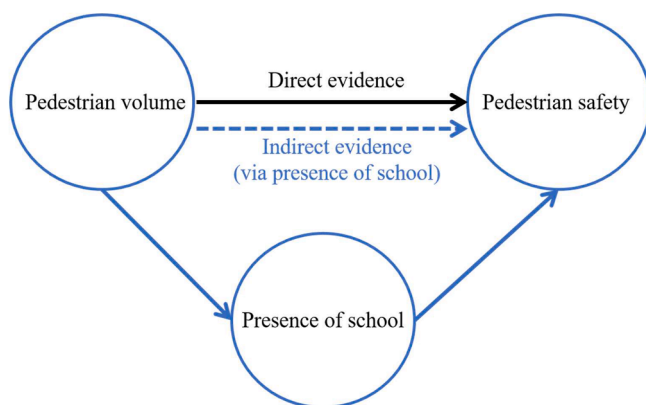 Direct evidence
Pedestrian volume
Pedestrian safety
Indirect evidence
(via presence of school)
Presence of school